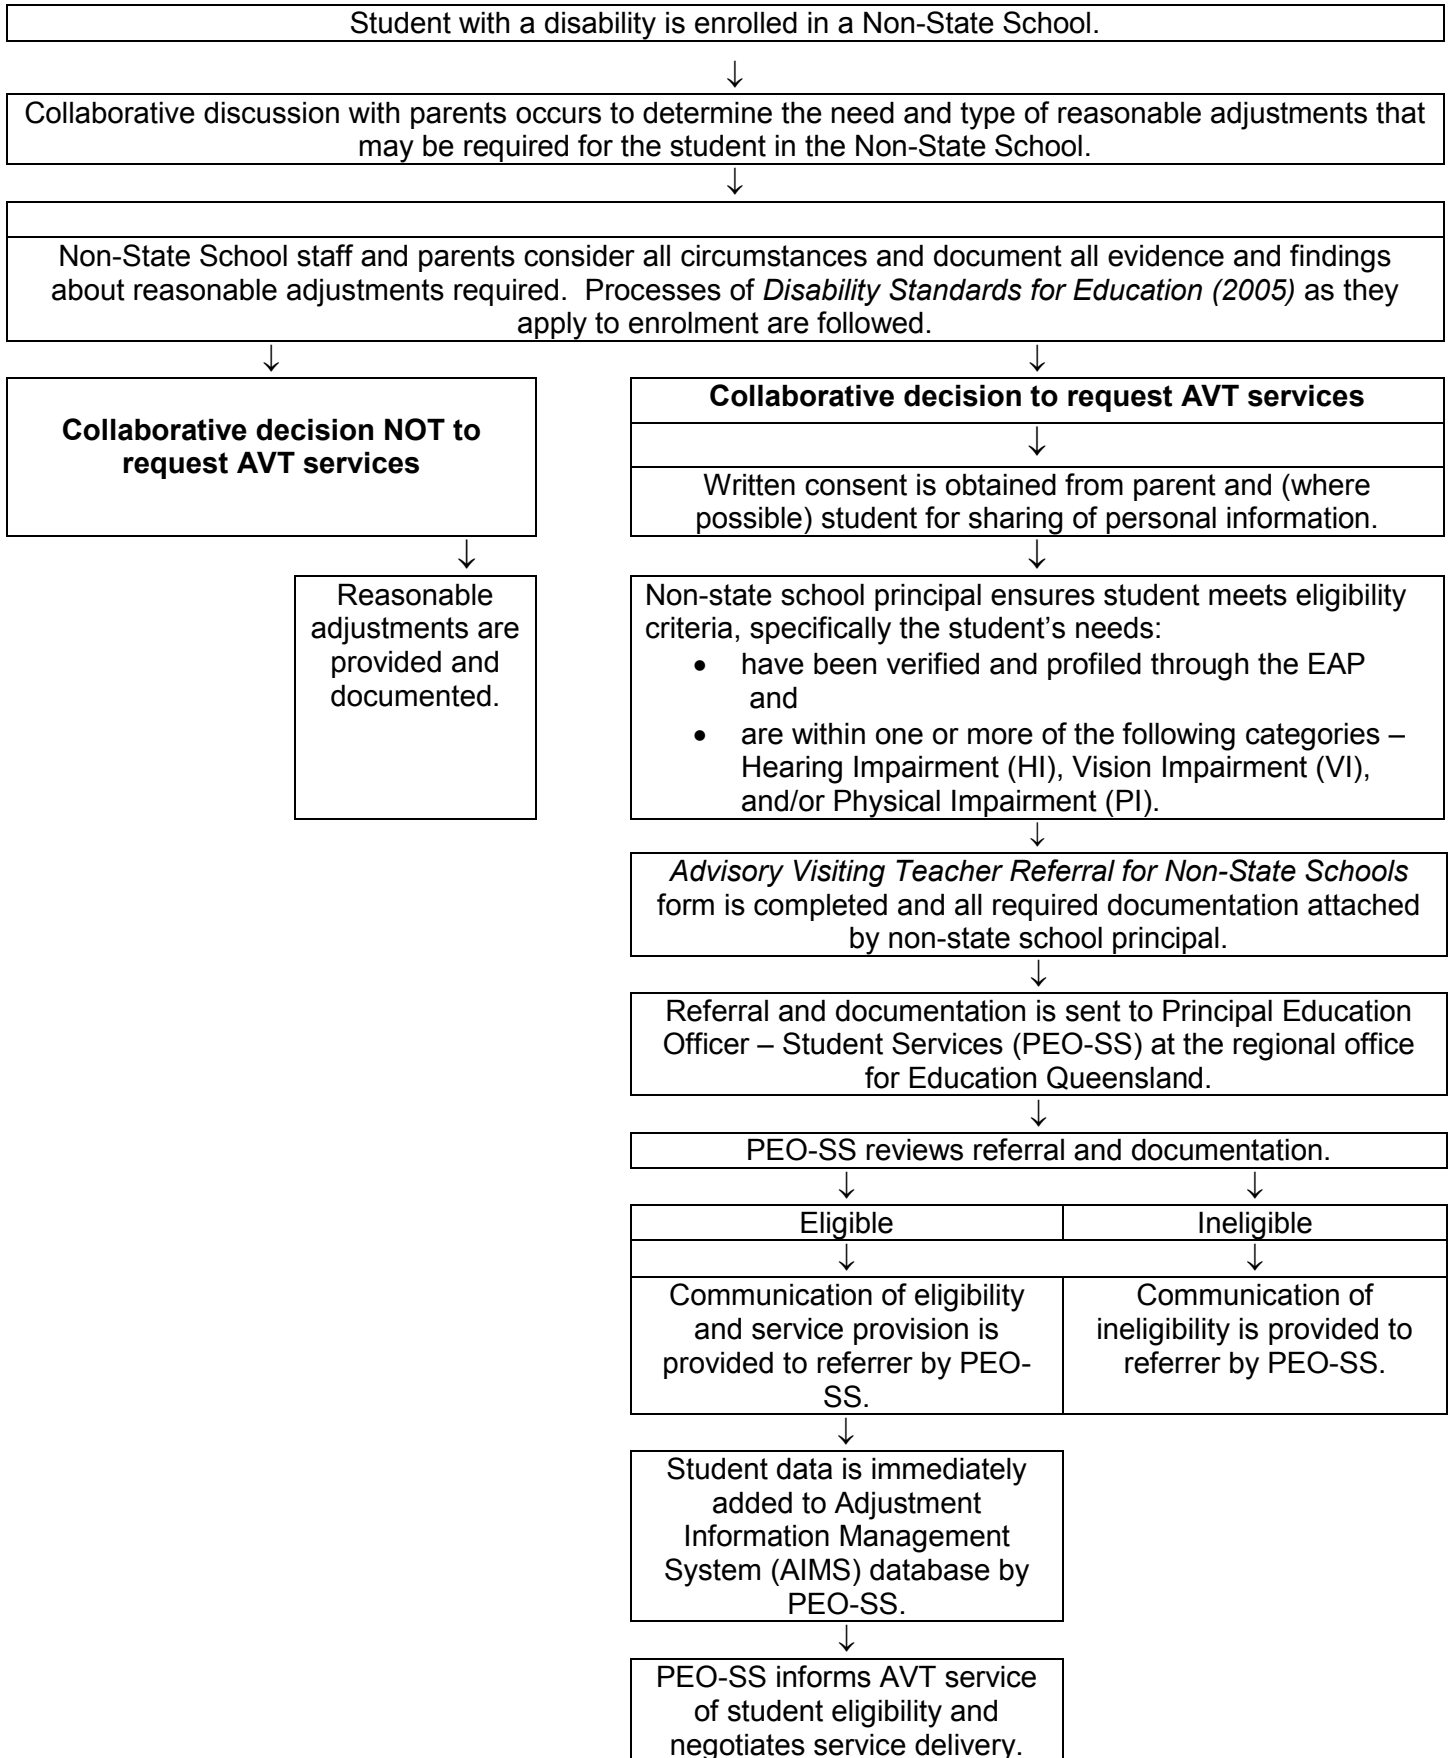 Student with a disability is enrolled in a Non-State School.
↓
Collaborative discussion with parents occurs to determine the need and type of reasonable adjustments that
may be required for the student in the Non-State School.
↓
Non-State School staff and parents consider all circumstances and document all evidence and findings
about reasonable adjustments required.  Processes of Disability Standards for Education (2005) as they
apply to enrolment are followed.
↓
↓
Collaborative decision NOT to
request AVT services
↓
Reasonable
adjustments are
provided and
documented.
Collaborative decision to request AVT services
↓
Written consent is obtained from parent and (where
possible) student for sharing of personal information.
↓
Non-state school principal ensures student meets eligibility
criteria, specifically the student’s needs:
• have been verified and profiled through the EAP
and
• are within one or more of the following categories –
Hearing Impairment (HI), Vision Impairment (VI),
and/or Physical Impairment (PI).
↓
Advisory Visiting Teacher Referral for Non-State Schools
form is completed and all required documentation attached
by non-state school principal.
↓
Referral and documentation is sent to Principal Education
Officer – Student Services (PEO-SS) at the regional office
for Education Queensland.
↓
PEO-SS reviews referral and documentation.
↓
↓
Eligible
↓
Communication of eligibility
and service provision is
provided to referrer by PEO-
SS.
Ineligible
↓
Communication of
ineligibility is provided to
referrer by PEO-SS.
↓
Student data is immediately
added to Adjustment
Information Management
System (AIMS) database by
PEO-SS.
↓
PEO-SS informs AVT service
of student eligibility and
negotiates service delivery.